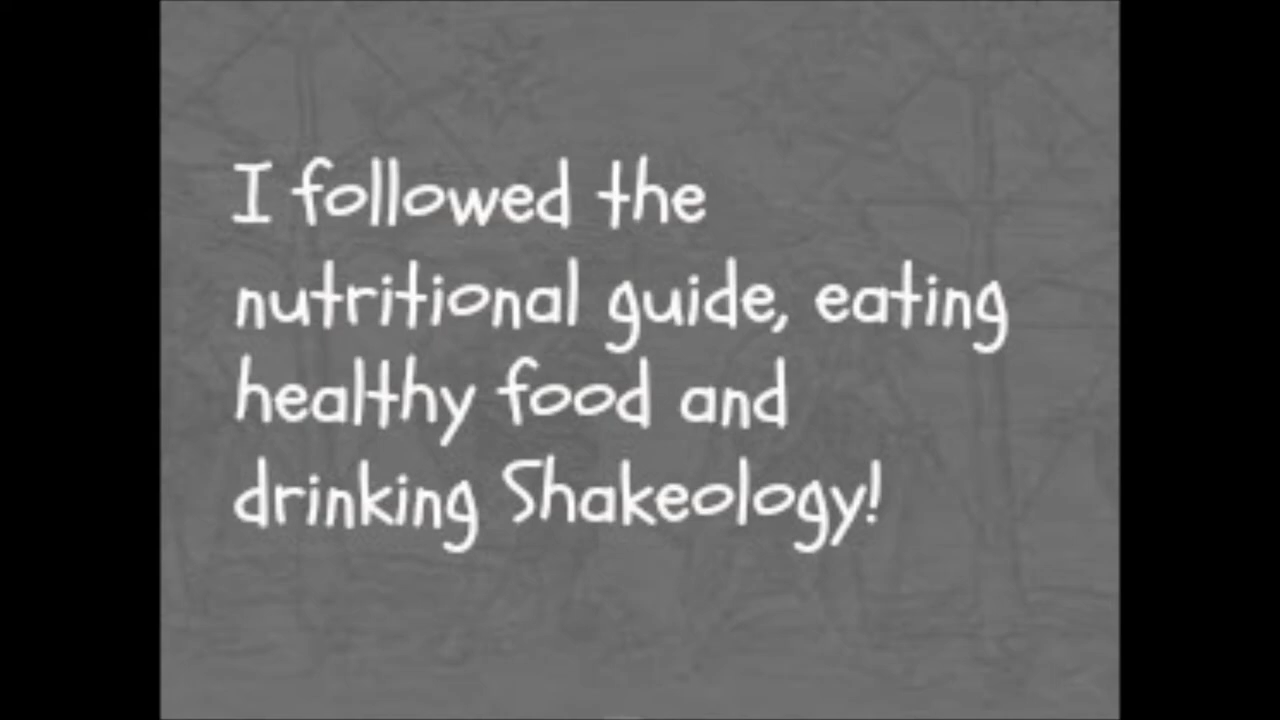 I followed the
nutritional guide, eating
healthy food and
drinking Shakeology!